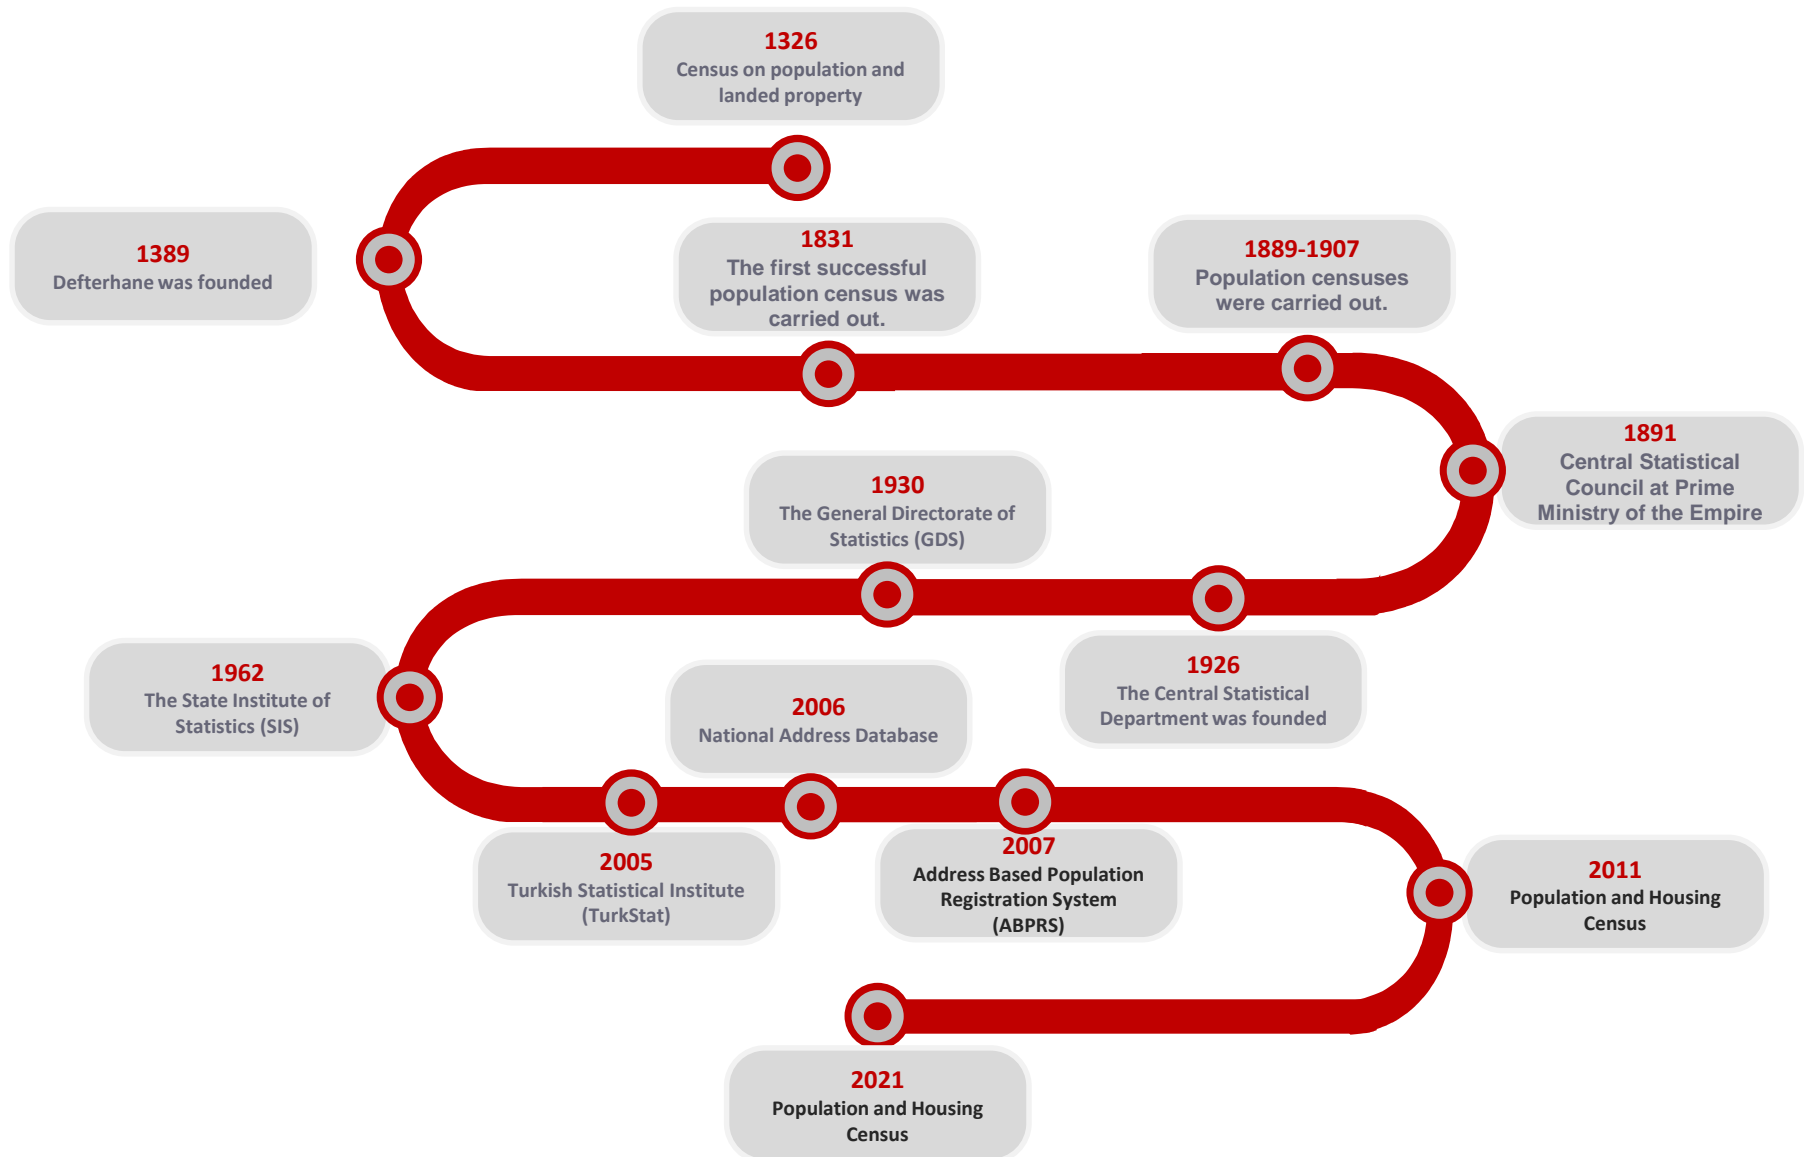 1326
Census on population and
landed property
1389
Defterhane was founded
1831
The first successful
population census was
carried out.
1889-1907
Population censuses
were carried out.
1891
Central Statistical
Council at Prime
Ministry of the Empire
1926
The Central Statistical
Department was founded
1930
The General Directorate of
Statistics (GDS)
1962
The State Institute of
Statistics (SIS)
2005
Turkish Statistical Institute
(TurkStat)
2006
National Address Database
2007
Address Based Population
Registration System
(ABPRS)
2011
Population and Housing
Census
2021
Population and Housing
Census